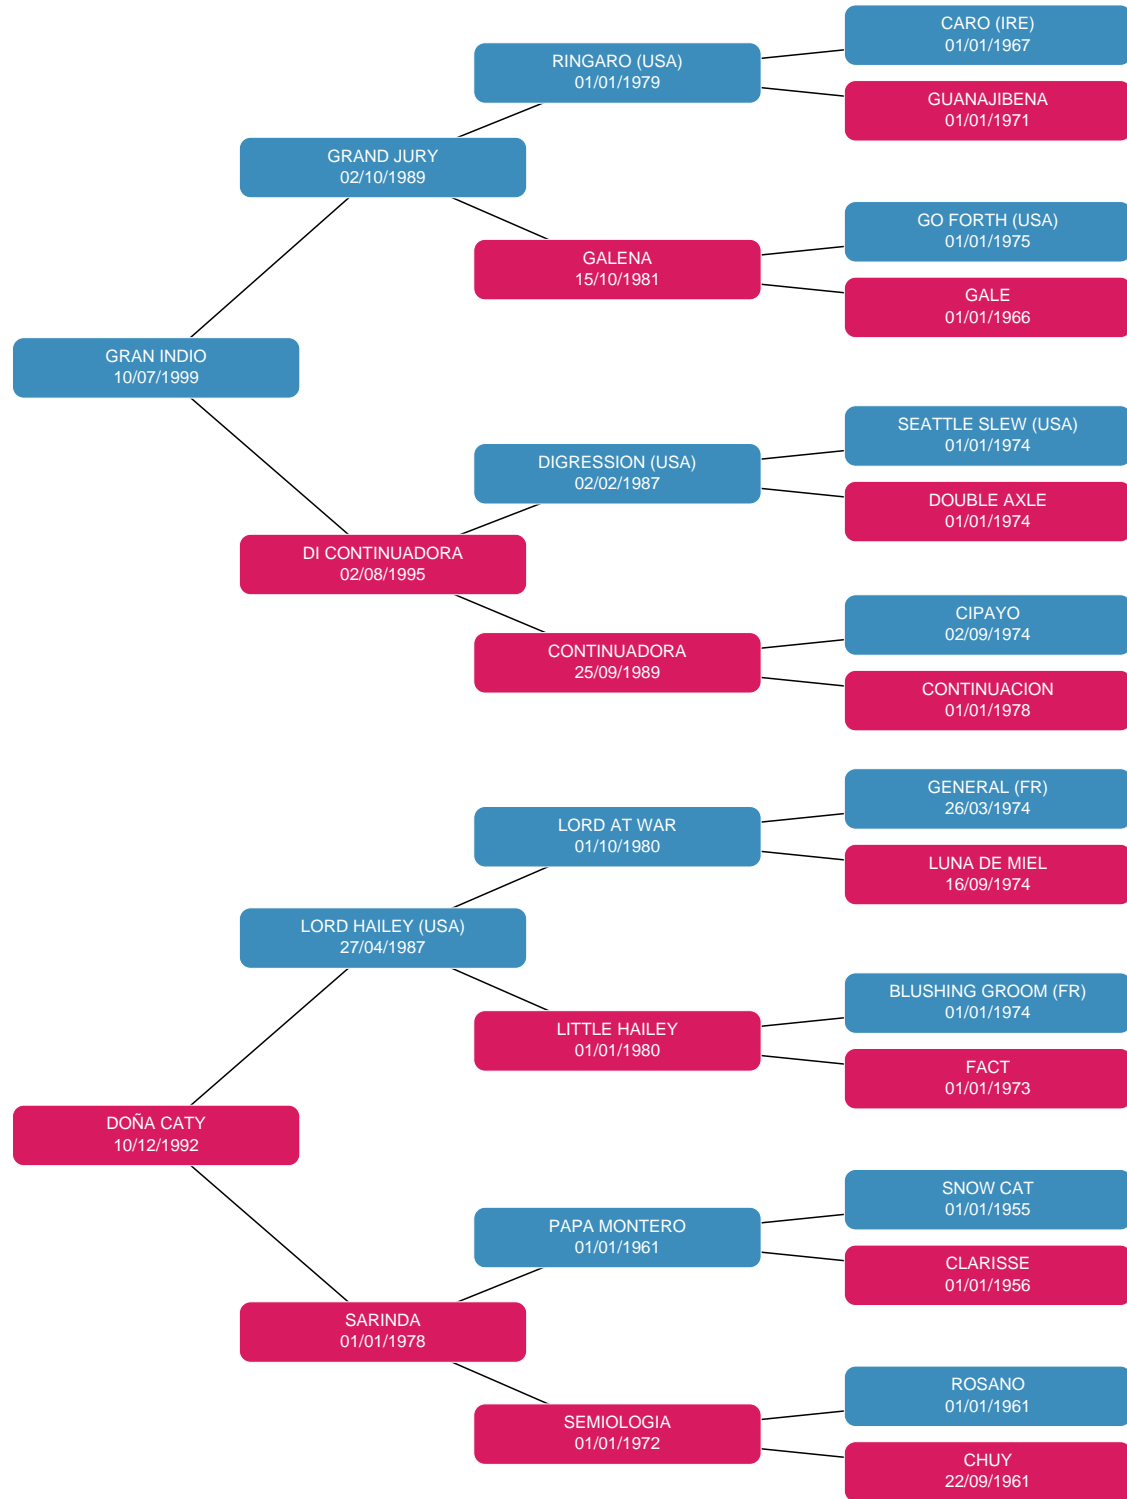 CARO (IRE)
01/01/1967
RINGARO (USA)
01/01/1979
GUANAJIBENA
01/01/1971
GRAND JURY
02/10/1989
GO FORTH (USA)
01/01/1975
GALENA
15/10/1981
GALE
01/01/1966
GRAN INDIO
10/07/1999
SEATTLE SLEW (USA)
01/01/1974
DIGRESSION (USA)
02/02/1987
DOUBLE AXLE
01/01/1974
DI CONTINUADORA
02/08/1995
CIPAYO
02/09/1974
CONTINUADORA
25/09/1989
CONTINUACION
01/01/1978
GENERAL (FR)
26/03/1974
LORD AT WAR
01/10/1980
LUNA DE MIEL
16/09/1974
LORD HAILEY (USA)
27/04/1987
BLUSHING GROOM (FR)
01/01/1974
LITTLE HAILEY
01/01/1980
FACT
01/01/1973
DOÑA CATY
10/12/1992
SNOW CAT
01/01/1955
PAPA MONTERO
01/01/1961
CLARISSE
01/01/1956
SARINDA
01/01/1978
ROSANO
01/01/1961
SEMIOLOGIA
01/01/1972
CHUY
22/09/1961